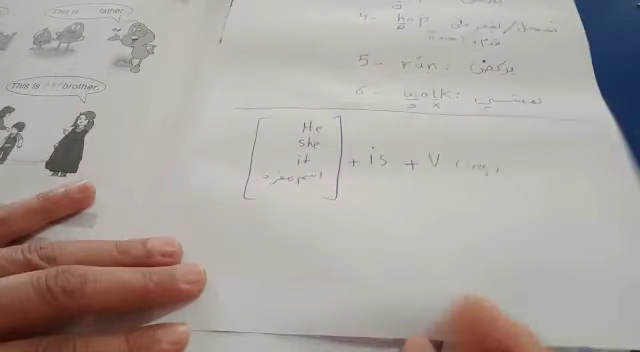 This is father.
This is brother.
4- hop
5- run: يركض
6- walk: يمشي
He
she
it
اسم مفرد
+ is + V (ing)